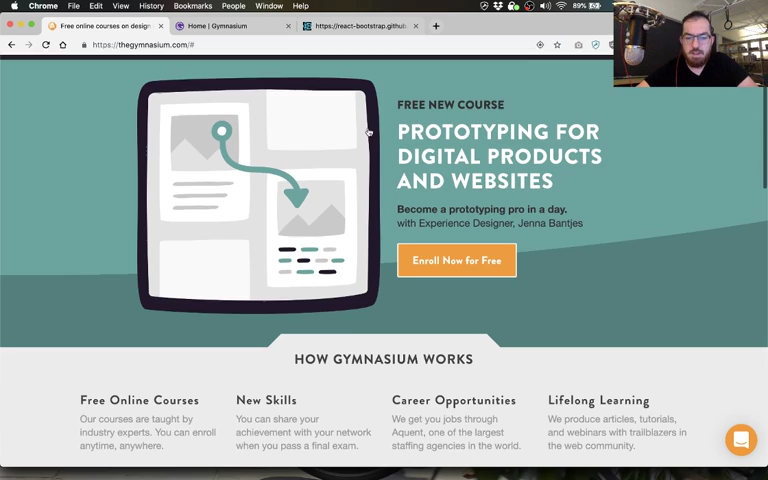 Chrome File Edit View History Bookmarks People Window Help
89%
Free online courses on design
Home | Gymnasium
https://react-bootstrap.github.
https://thegymnasium.com/#
FREE NEW COURSE
PROTOTYPING FOR
DIGITAL PRODUCTS
AND WEBSITES
Become a prototyping pro in a day.
with Experience Designer, Jenna Bantjes
Enroll Now for Free
HOW GYMNASIUM WORKS
Free Online Courses
Our courses are taught by
industry experts. You can enroll
anytime, anywhere.
New Skills
You can share your
achievement with your network
when you pass a final exam.
Career Opportunities
We get you jobs through
Aquent, one of the largest
staffing agencies in the world.
Lifelong Learning
We produce articles, tutorials,
and webinars with trailblazers in
the web community.